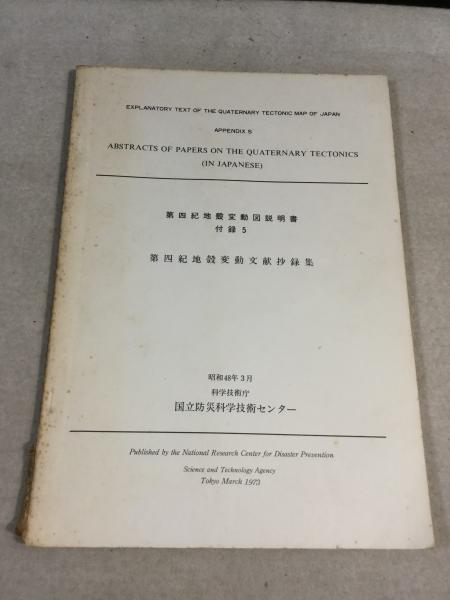 EXPLANATORY TEXT OF THE QUATERNARY TECTONIC MAP OF JAPAN
APPENDIX 5
ABSTRACTS OF PAPERS ON THE QUATERNARY TECTONICS
(IN JAPANESE)
第四紀地殻変動図説明書
付録5
第四紀地殻変動文献抄録集
昭和48年3月
科学技術庁
国立防災科学技術センター
Published by the National Research Center for Disaster Prevention
Science and Technology Agency
Tokyo March 1973